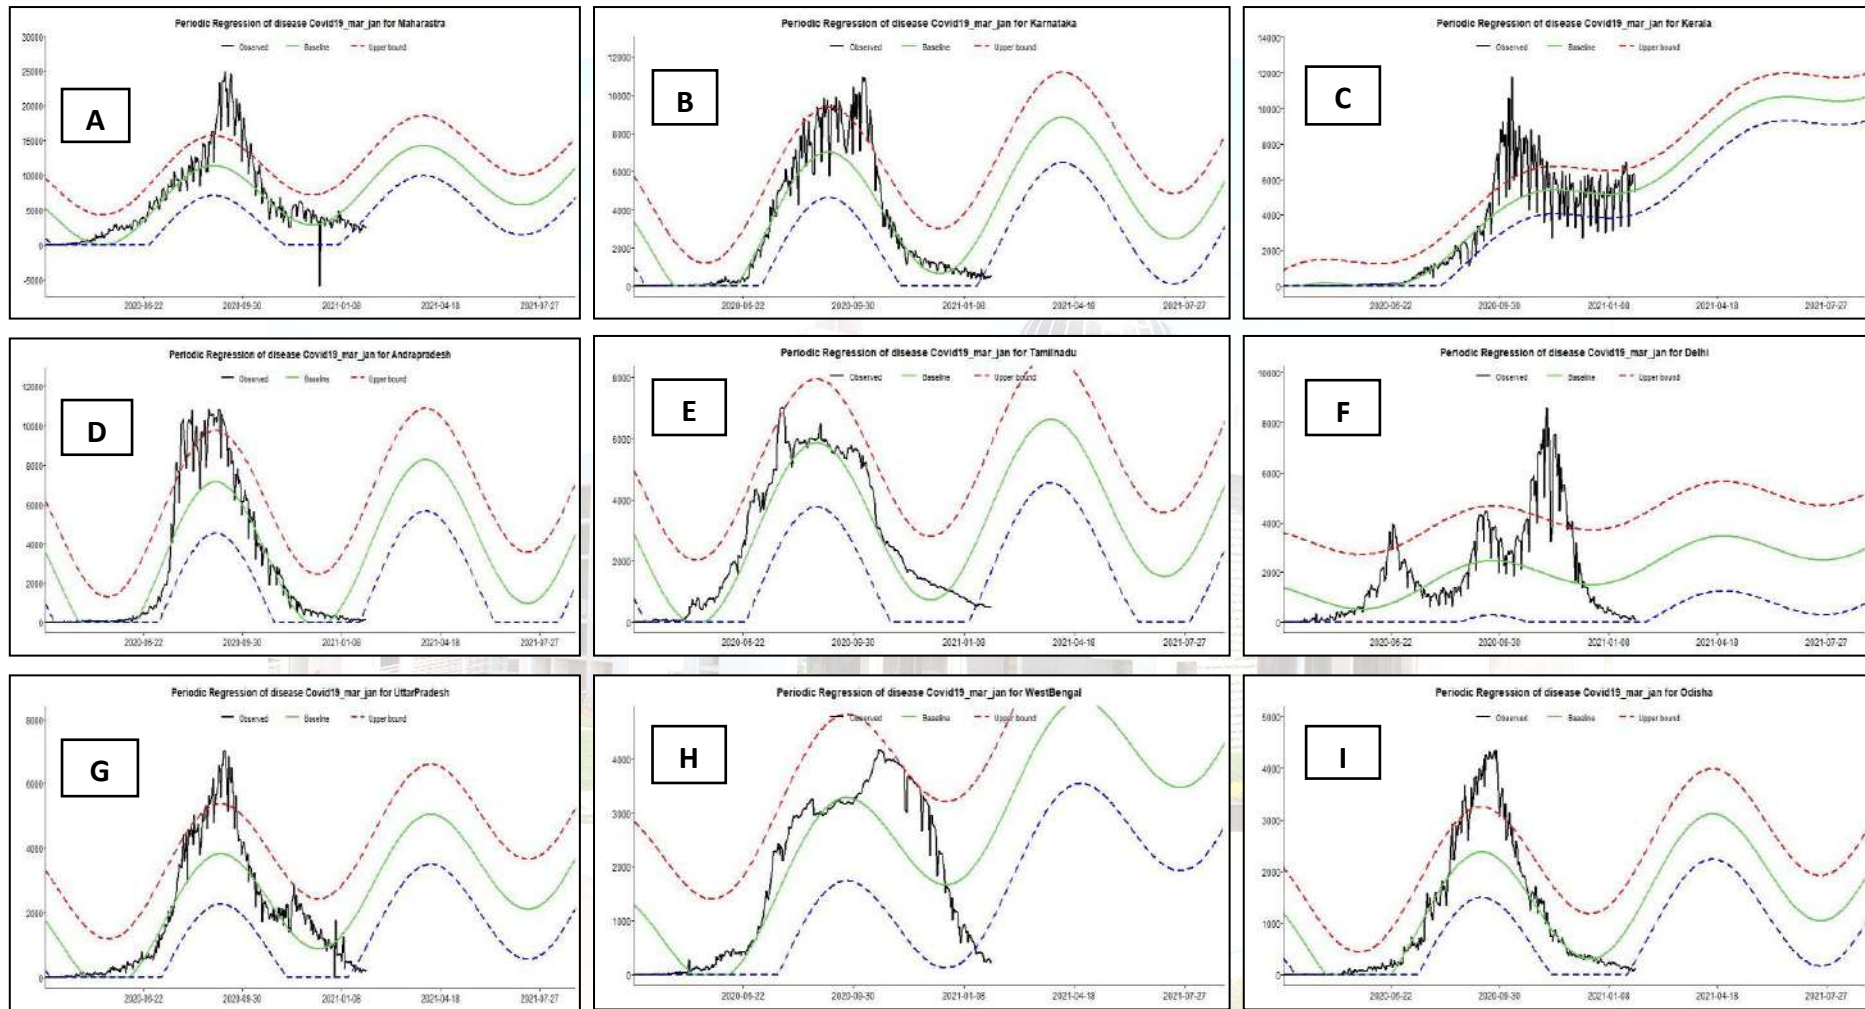 Periodic Regression of disease Covid19_mar_jan for Maharastra
Observed Baseline Upper bound
A
30000
25000
20000
15000
10000
5000
0
-5000
2020-06-22 2020-09-30 2021-01-08 2021-04-18 2021-07-27
Periodic Regression of disease Covid19_mar_jan for Karnataka
Observed Baseline Upper bound
B
12000
10000
8000
6000
4000
2000
0
2020-06-22 2020-09-30 2021-01-08 2021-04-18 2021-07-27
Periodic Regression of disease Covid19_mar_jan for Kerala
Observed Baseline Upper bound
C
14000
12000
10000
8000
6000
4000
2000
0
2020-06-22 2020-09-30 2021-01-08 2021-04-18 2021-07-27
Periodic Regression of disease Covid19_mar_jan for Andrapradesh
Observed Baseline Upper bound
D
12000
10000
8000
6000
4000
2000
0
2020-06-22 2020-09-30 2021-01-08 2021-04-18 2021-07-27
Periodic Regression of disease Covid19_mar_jan for Tamilnadu
Observed Baseline Upper bound
E
8000
6000
4000
2000
0
2020-06-22 2020-09-30 2021-01-08 2021-04-18 2021-07-27
Periodic Regression of disease Covid19_mar_jan for Delhi
Observed Baseline Upper bound
F
10000
8000
6000
4000
2000
0
2020-06-22 2020-09-30 2021-01-08 2021-04-18 2021-07-27
Periodic Regression of disease Covid19_mar_jan for UttarPradesh
Observed Baseline Upper bound
G
8000
6000
4000
2000
0
2020-06-22 2020-09-30 2021-01-08 2021-04-18 2021-07-27
Periodic Regression of disease Covid19_mar_jan for WestBengal
Observed Baseline Upper bound
H
4000
3000
2000
1000
0
2020-06-22 2020-09-30 2021-01-08 2021-04-18 2021-07-27
Periodic Regression of disease Covid19_mar_jan for Odisha
Observed Baseline Upper bound
I
5000
4000
3000
2000
1000
0
2020-06-22 2020-09-30 2021-01-08 2021-04-18 2021-07-27